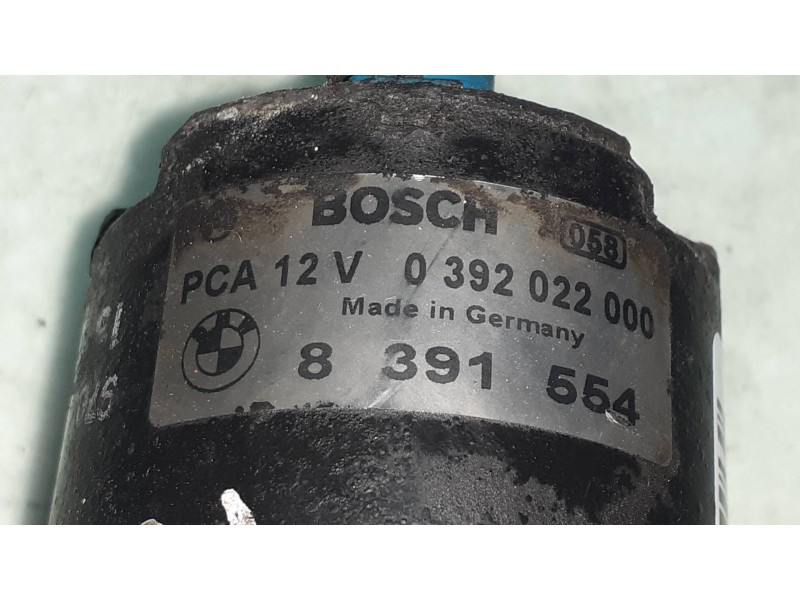 BOSCH
058
PCA 12 V 0 392 022 000
Made in Germany
8 391 554